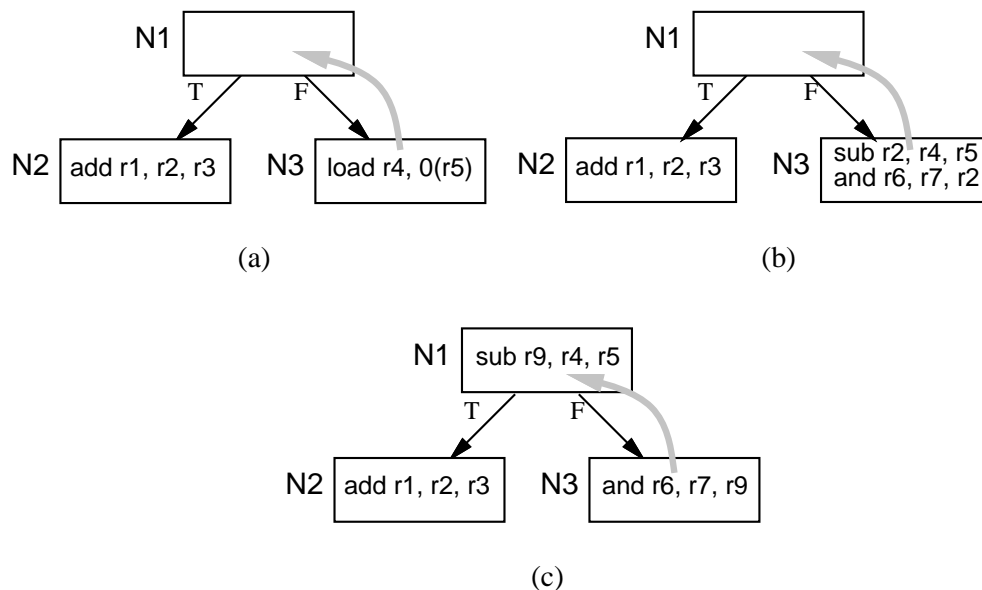 N1
T F
N2 add r1, r2, r3 N3 load r4, 0(r5)
(a)
N1
T F
N2 add r1, r2, r3 N3 sub r2, r4, r5
and r6, r7, r2
(b)
N1 sub r9, r4, r5
T F
N2 add r1, r2, r3 N3 and r6, r7, r9
(c)